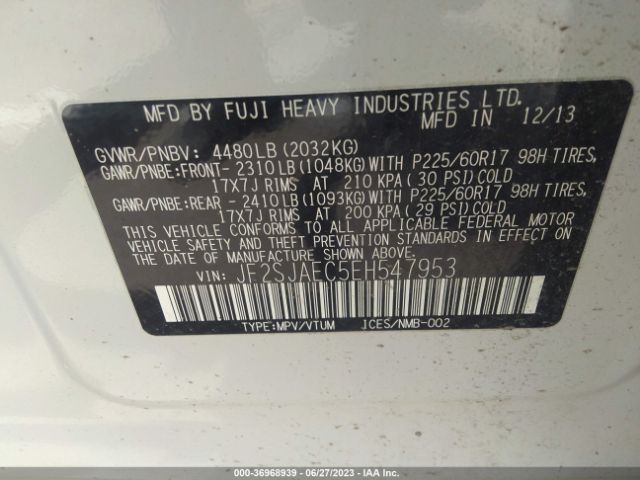 MFD BY FUJI HEAVY INDUSTRIES LTD.
MFD IN 12/13
GVWR/PNBV: 4480LB(2032KG)
GAWR/PNBE:FRONT- 2310LB(1048KG)WITH P225/60R17 98H TIRES,
17X7J RIMS AT 210 KPA ( 30 PSI)COLD
GAWR/PNBE:REAR - 2410LB(1093KG)WITH P225/60R17 98H TIRES,
17X7J RIMS AT 200 KPA ( 29 PSI)COLD
THIS VEHICLE CONFORMS TO ALL APPLICABLE FEDERAL MOTOR
VEHICLE SAFETY AND THEFT PREVENTION STANDARDS IN EFFECT ON
THE DATE OF MANUFACTURE SHOWN ABOVE.
VIN: JF2SJAEC5EH547953
TYPE:MPV/VTUM ICES/NMB-002
000-36968939 - 06/27/2023 - IAA Inc.